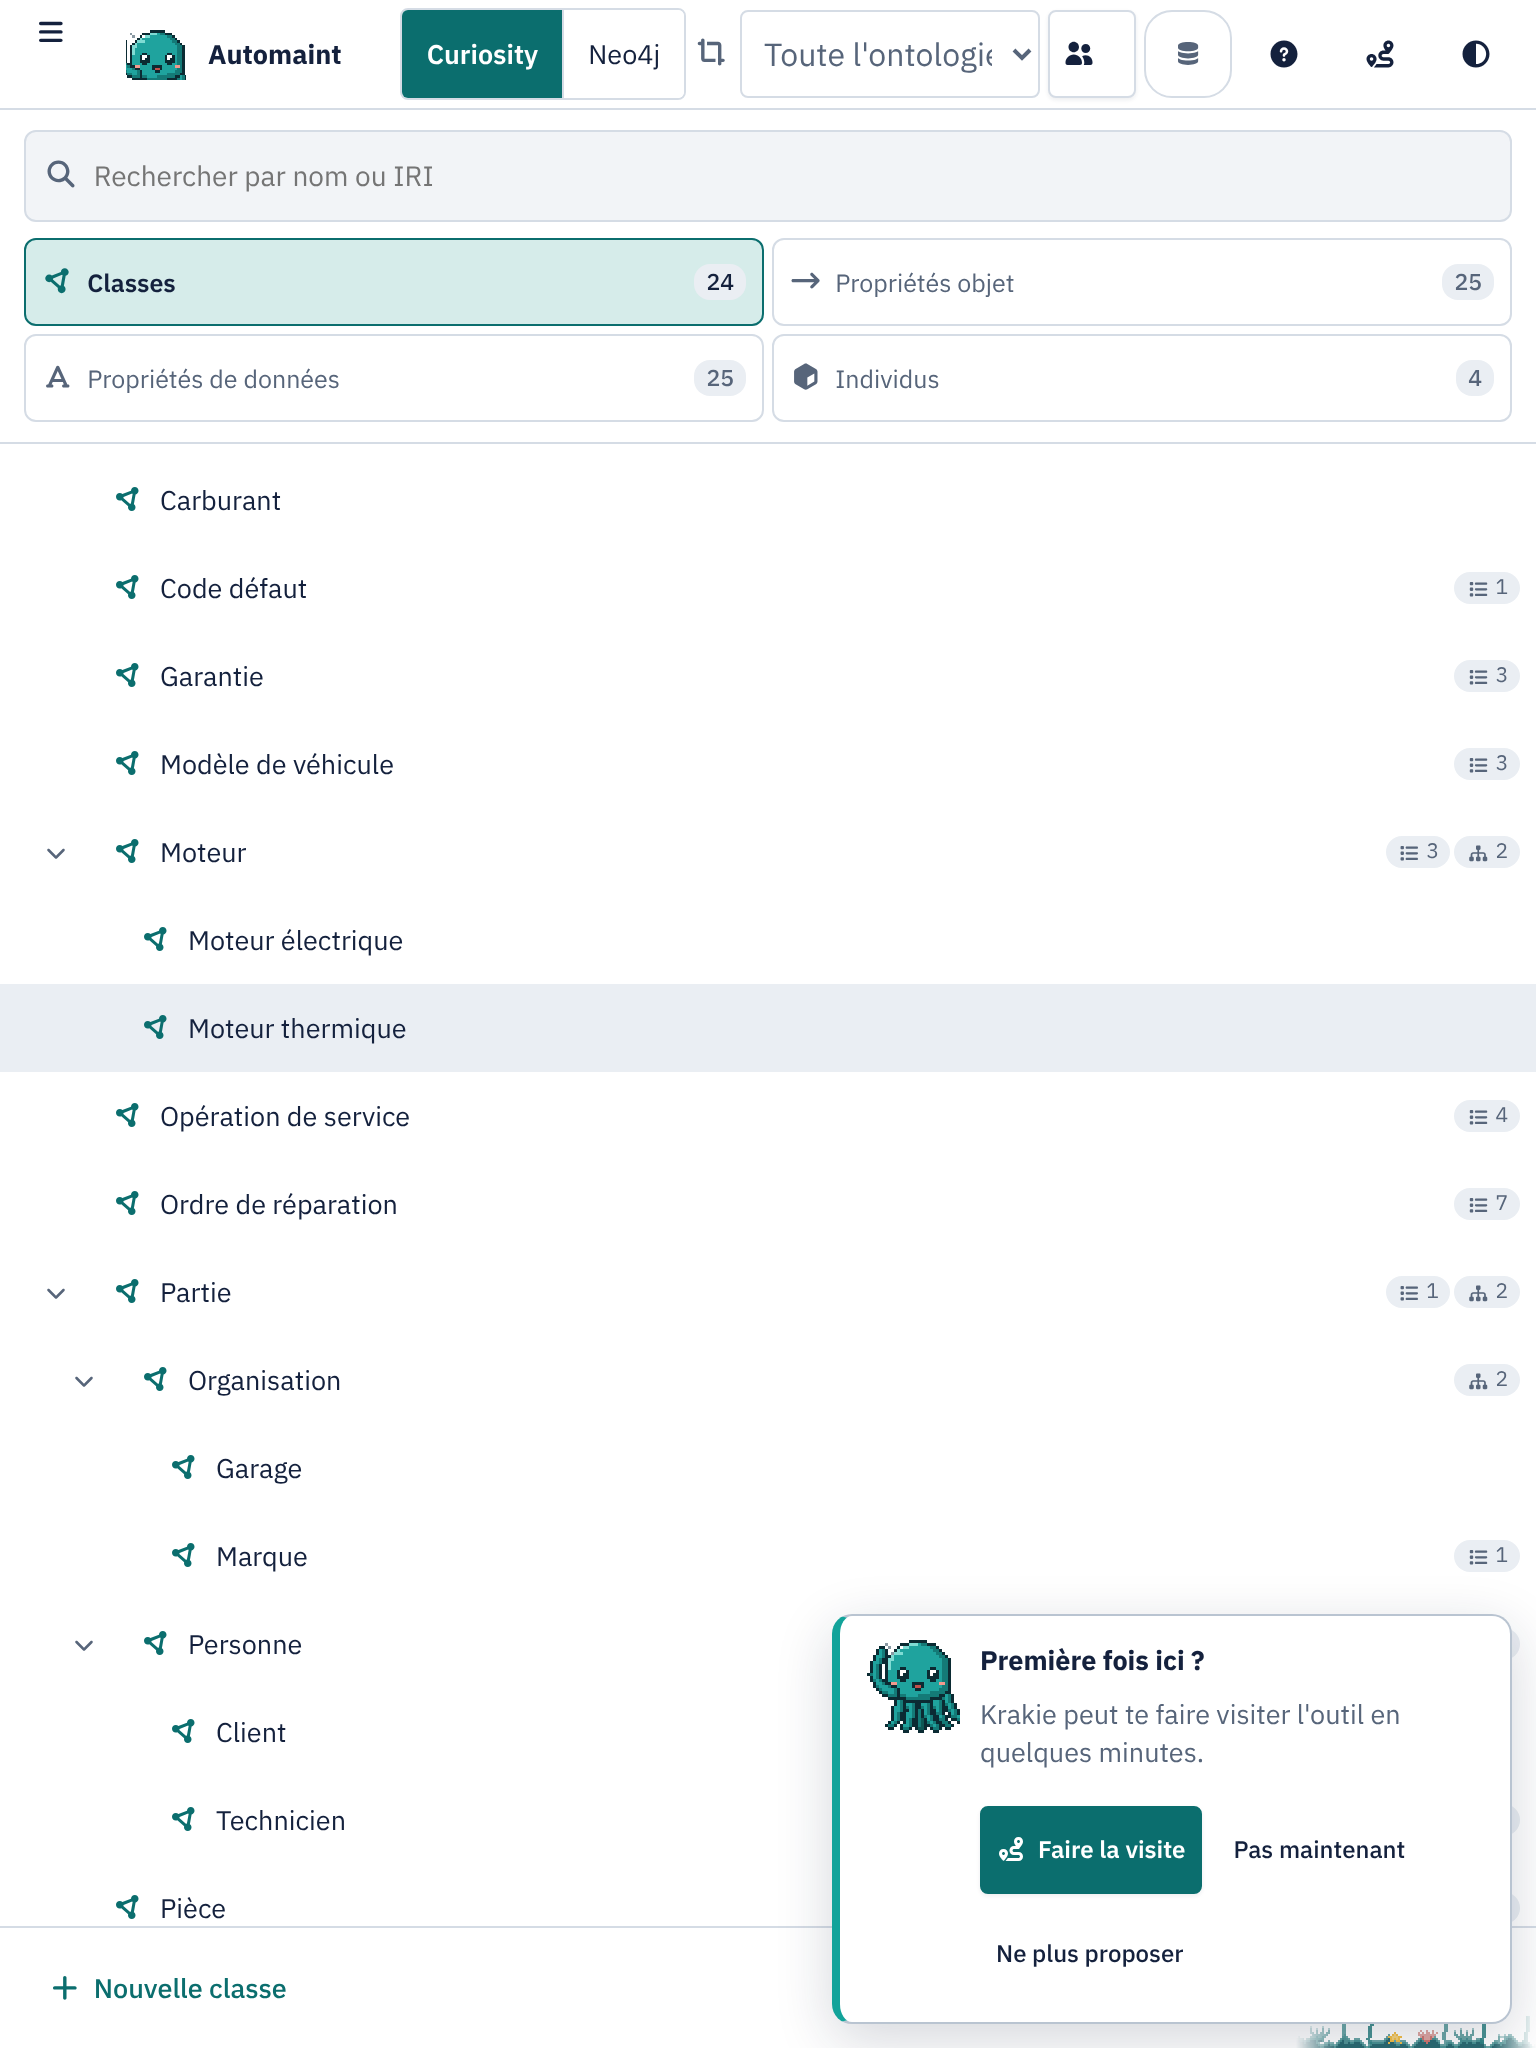 Automaint
Curiosity
Neo4j
Toute l'ontologie
Rechercher par nom ou IRI
Classes 24
Propriétés objet 25
Propriétés de données 25
Individus 4
Carburant
Code défaut 1
Garantie 3
Modèle de véhicule 3
Moteur 3 2
Moteur électrique
Moteur thermique
Opération de service 4
Ordre de réparation 7
Partie 1 2
Organisation 2
Garage
Marque 1
Personne
Client
Technicien
Pièce
Nouvelle classe
Première fois ici ?
Krakie peut te faire visiter l'outil en
quelques minutes.
Faire la visite
Pas maintenant
Ne plus proposer